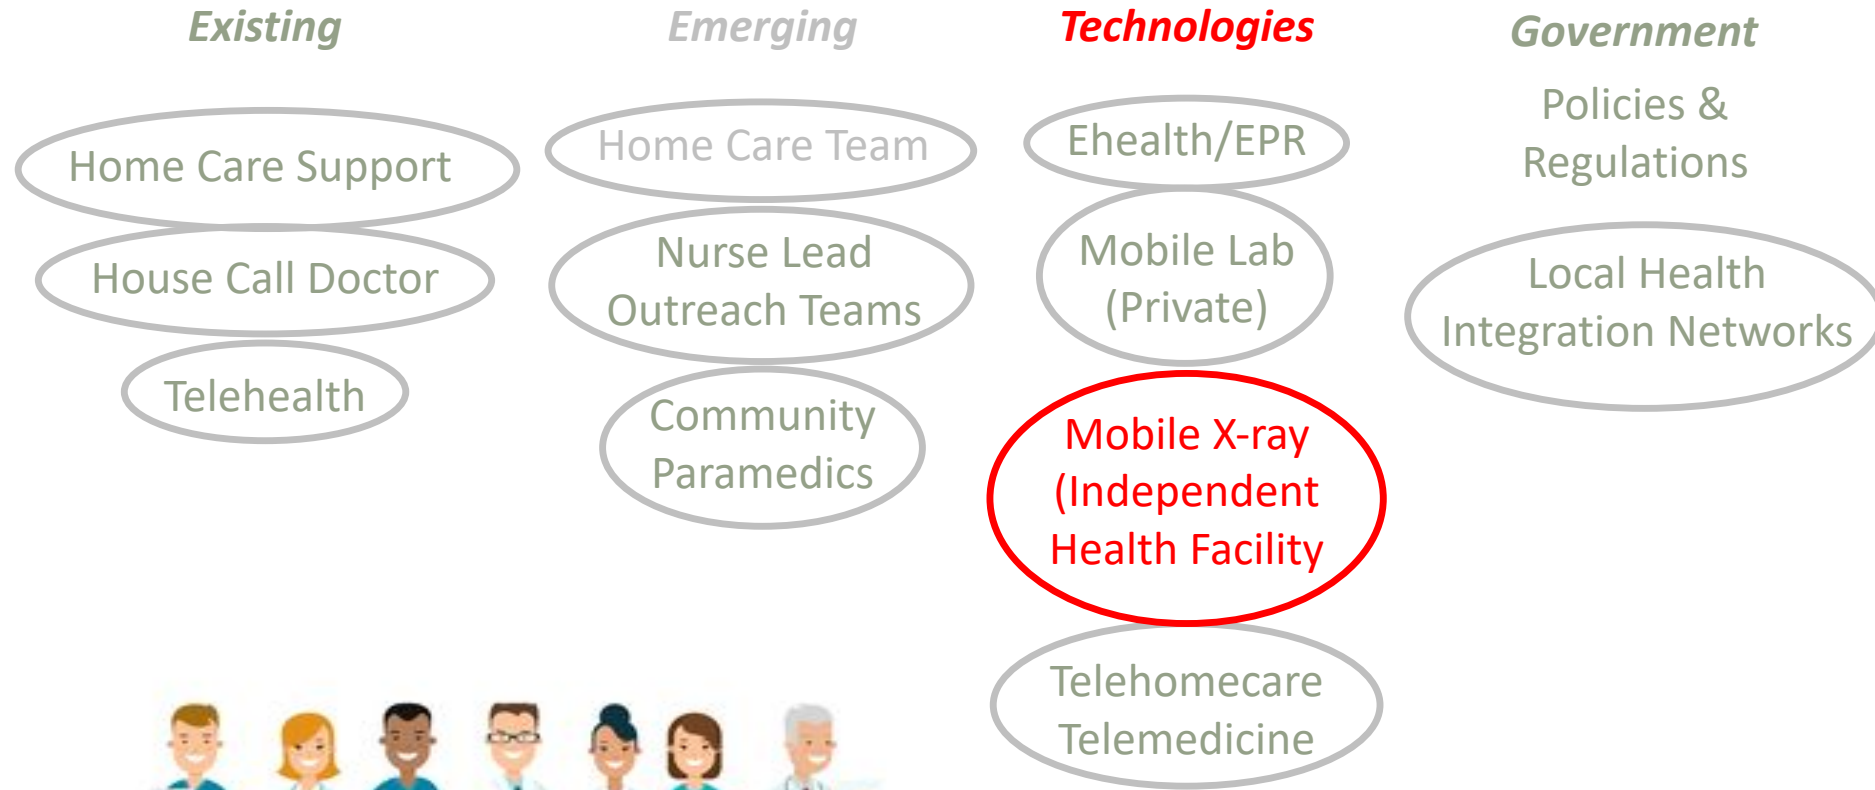 Existing
Home Care Support
House Call Doctor
Telehealth
Emerging
Home Care Team
Nurse Lead
Outreach Teams
Community
Paramedics
Technologies
Ehealth/EPR
Mobile Lab
(Private)
Mobile X-ray
(Independent
Health Facility
Telehomecare
Telemedicine
Government
Policies &
Regulations
Local Health
Integration Networks